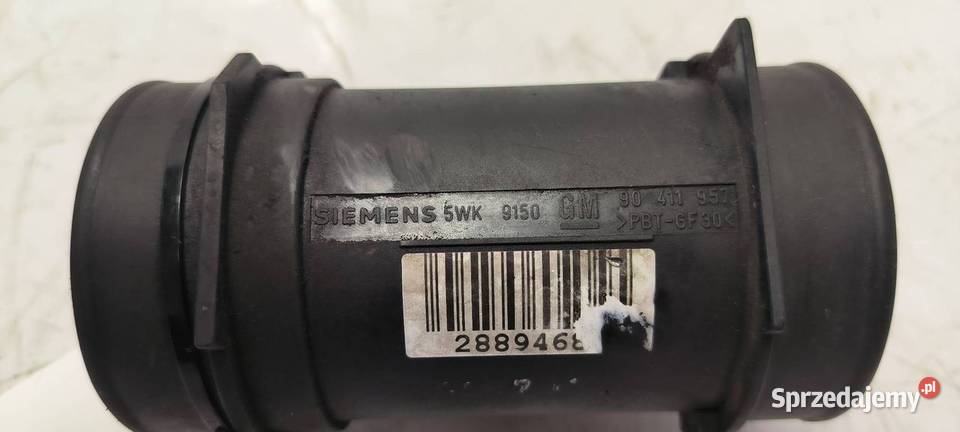 SIEMENS 5WK 9150 GM 90 411 957
>PBT-GF30<
2889468
Sprzedajemy.pl